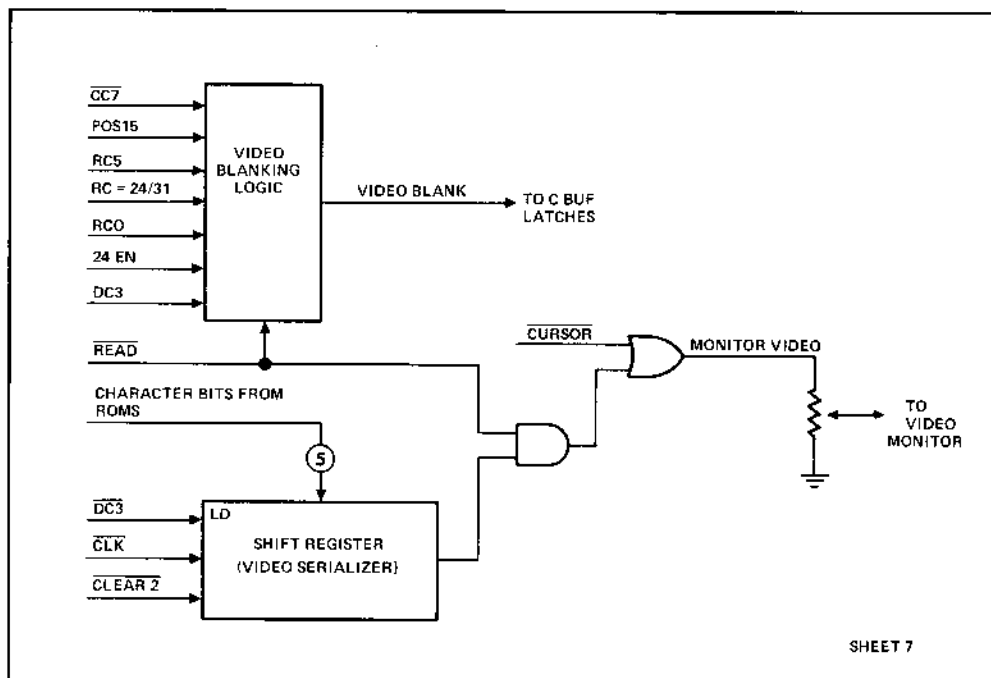 CC7
POS15
RC5
RC = 24/31
RC0
24 EN
DC3
VIDEO
BLANKING
LOGIC
VIDEO BLANK
TO C BUF
LATCHES
READ
CURSOR
MONITOR VIDEO
CHARACTER BITS FROM
ROMS
TO
VIDEO
MONITOR
5
DC3
CLK
CLEAR 2
LD
SHIFT REGISTER
(VIDEO SERIALIZER)
SHEET 7